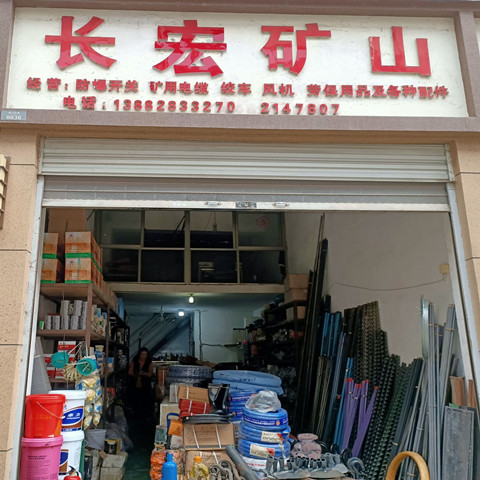 长宏矿山
经营：防爆开关 矿用电缆 绞车 风机 劳保用品及各种配件
电话：13882833270 2147807